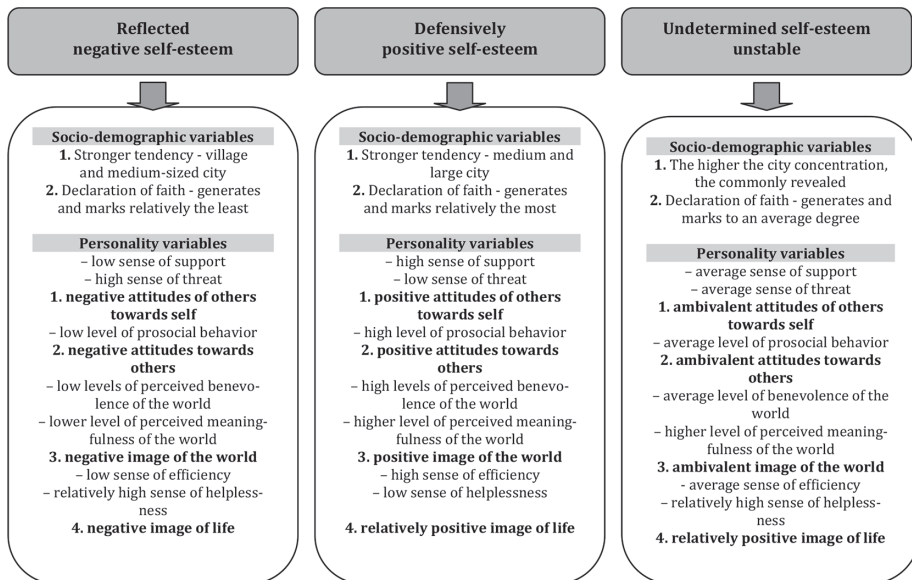 Reflected
negative self-esteem
Socio-demographic variables
1. Stronger tendency - village
and medium-sized city
2. Declaration of faith - generates
and marks relatively the least
Personality variables
– low sense of support
– high sense of threat
1. negative attitudes of others
towards self
– low level of prosocial behavior
2. negative attitudes towards
others
– low levels of perceived benevo-
lence of the world
– lower level of perceived meaning-
fulness of the world
3. negative image of the world
– low sense of efficiency
– relatively high sense of helpless-
ness
4. negative image of life
Defensively
positive self-esteem
Socio-demographic variables
1. Stronger tendency - medium and
large city
2. Declaration of faith - generates
and marks relatively the most
Personality variables
– high sense of support
– low sense of threat
1. positive attitudes of others
towards self
– high level of prosocial behavior
2. positive attitudes towards
others
– high levels of perceived benevo-
lence of the world
– higher level of perceived meaning-
fulness of the world
3. positive image of the world
– high sense of efficiency
– low sense of helplessness
4. relatively positive image of life
Undetermined self-esteem
unstable
Socio-demographic variables
1. The higher the city concentration,
the commonly revealed
2. Declaration of faith - generates and
marks to an average degree
Personality variables
– average sense of support
– average sense of threat
1. ambivalent attitudes of others
towards self
– average level of prosocial behavior
2. ambivalent attitudes towards
others
– average level of benevolence of the
world
– higher level of perceived meaning-
fulness of the world
3. ambivalent image of the world
- average sense of efficiency
– relatively high sense of helpless-
ness
4. relatively positive image of life